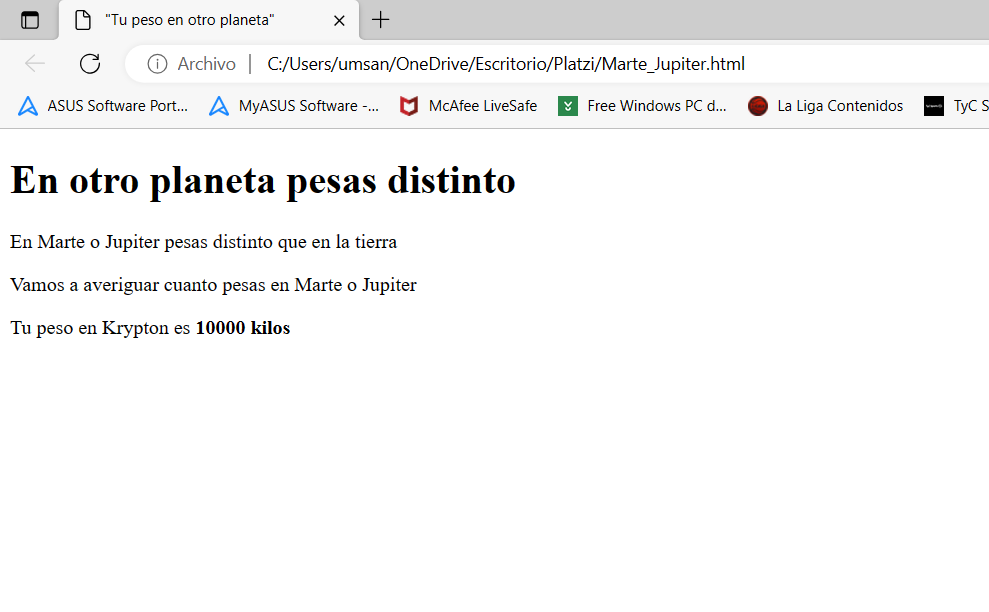 "Tu peso en otro planeta"
Archivo | C:/Users/umsan/OneDrive/Escritorio/Platzi/Marte_Jupiter.html
ASUS Software Port... MyASUS Software -... McAfee LiveSafe Free Windows PC d... La Liga Contenidos TyC S
En otro planeta pesas distinto
En Marte o Jupiter pesas distinto que en la tierra
Vamos a averiguar cuanto pesas en Marte o Jupiter
Tu peso en Krypton es 10000 kilos